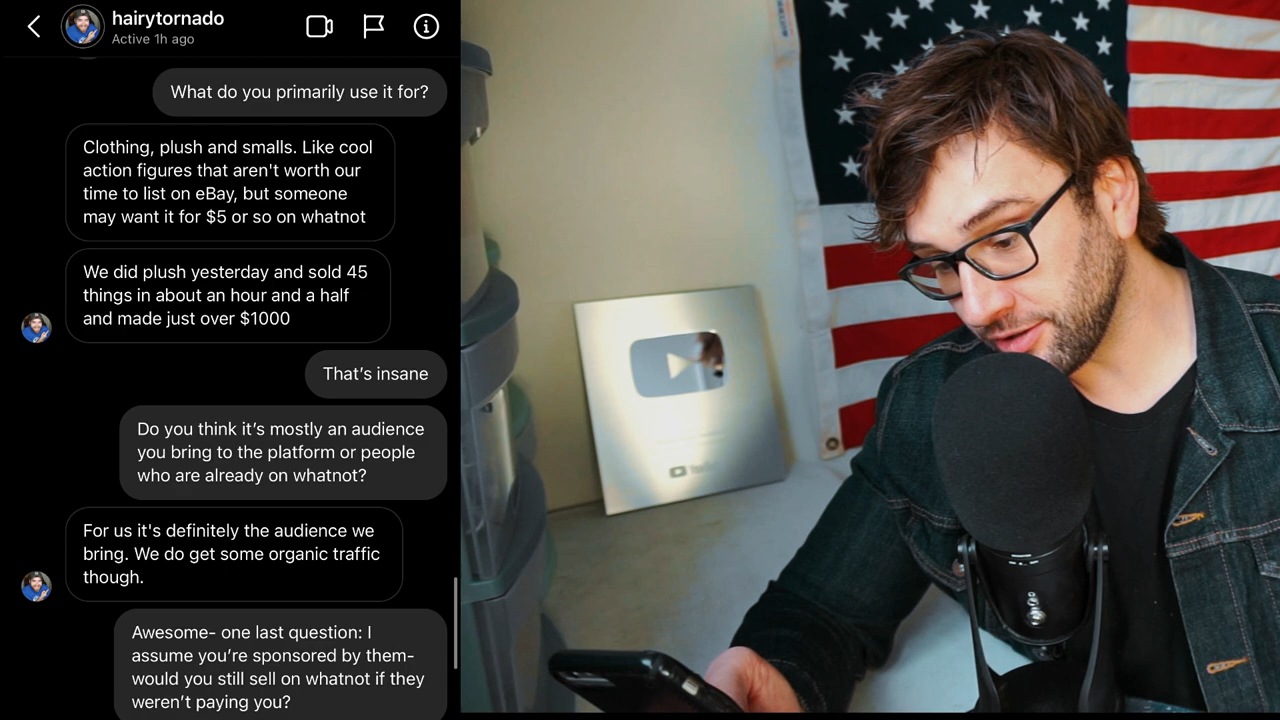 hairytornado
Active 1h ago
What do you primarily use it for?
Clothing, plush and smalls. Like cool
action figures that aren't worth our
time to list on eBay, but someone
may want it for $5 or so on whatnot
We did plush yesterday and sold 45
things in about an hour and a half
and made just over $1000
That's insane
Do you think it's mostly an audience
you bring to the platform or people
who are already on whatnot?
For us it's definitely the audience we
bring. We do get some organic traffic
though.
Awesome- one last question: I
assume you're sponsored by them-
would you still sell on whatnot if they
weren't paying you?